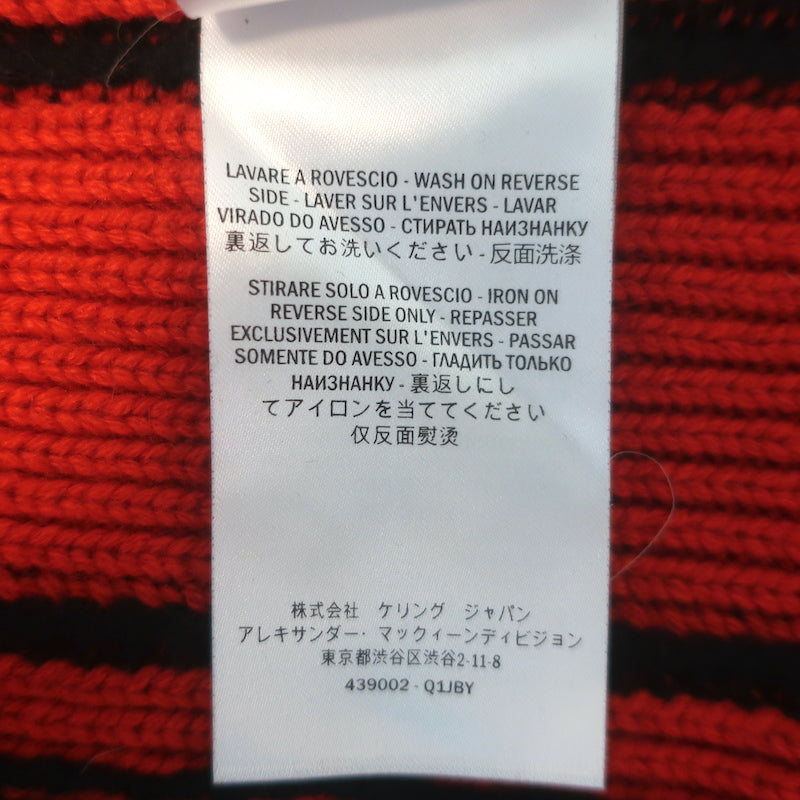 LAVARE A ROVESCIO - WASH ON REVERSE
SIDE - LAVER SUR L'ENVERS - LAVAR
VIRADO DO AVESSO - СТИРАТЬ НАИЗНАНКУ
裏返してお洗いください - 反面洗涤
STIRARE SOLO A ROVESCIO - IRON ON
REVERSE SIDE ONLY - REPASSER
EXCLUSIVEMENT SUR L'ENVERS - PASSAR
SOMENTE DO AVESSO - ГЛАДИТЬ ТОЛЬКО
НАИЗНАНКУ - 裏返しにし
てアイロンを当ててください
仅反面熨烫
株式会社 ケリング ジャパン
アレキサンダー・マックィーンディビジョン
東京都渋谷区渋谷2-11-8
439002 - Q1JBY